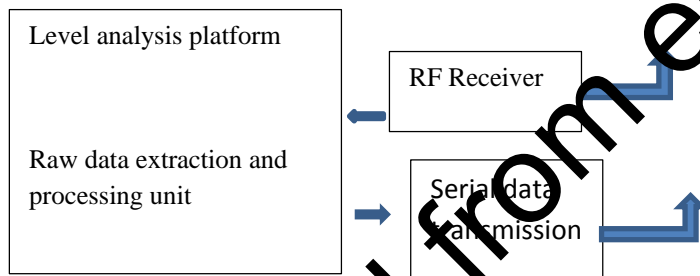 Level analysis platform
RF Receiver
Raw data extraction and
processing unit
Serial data
transmission
from